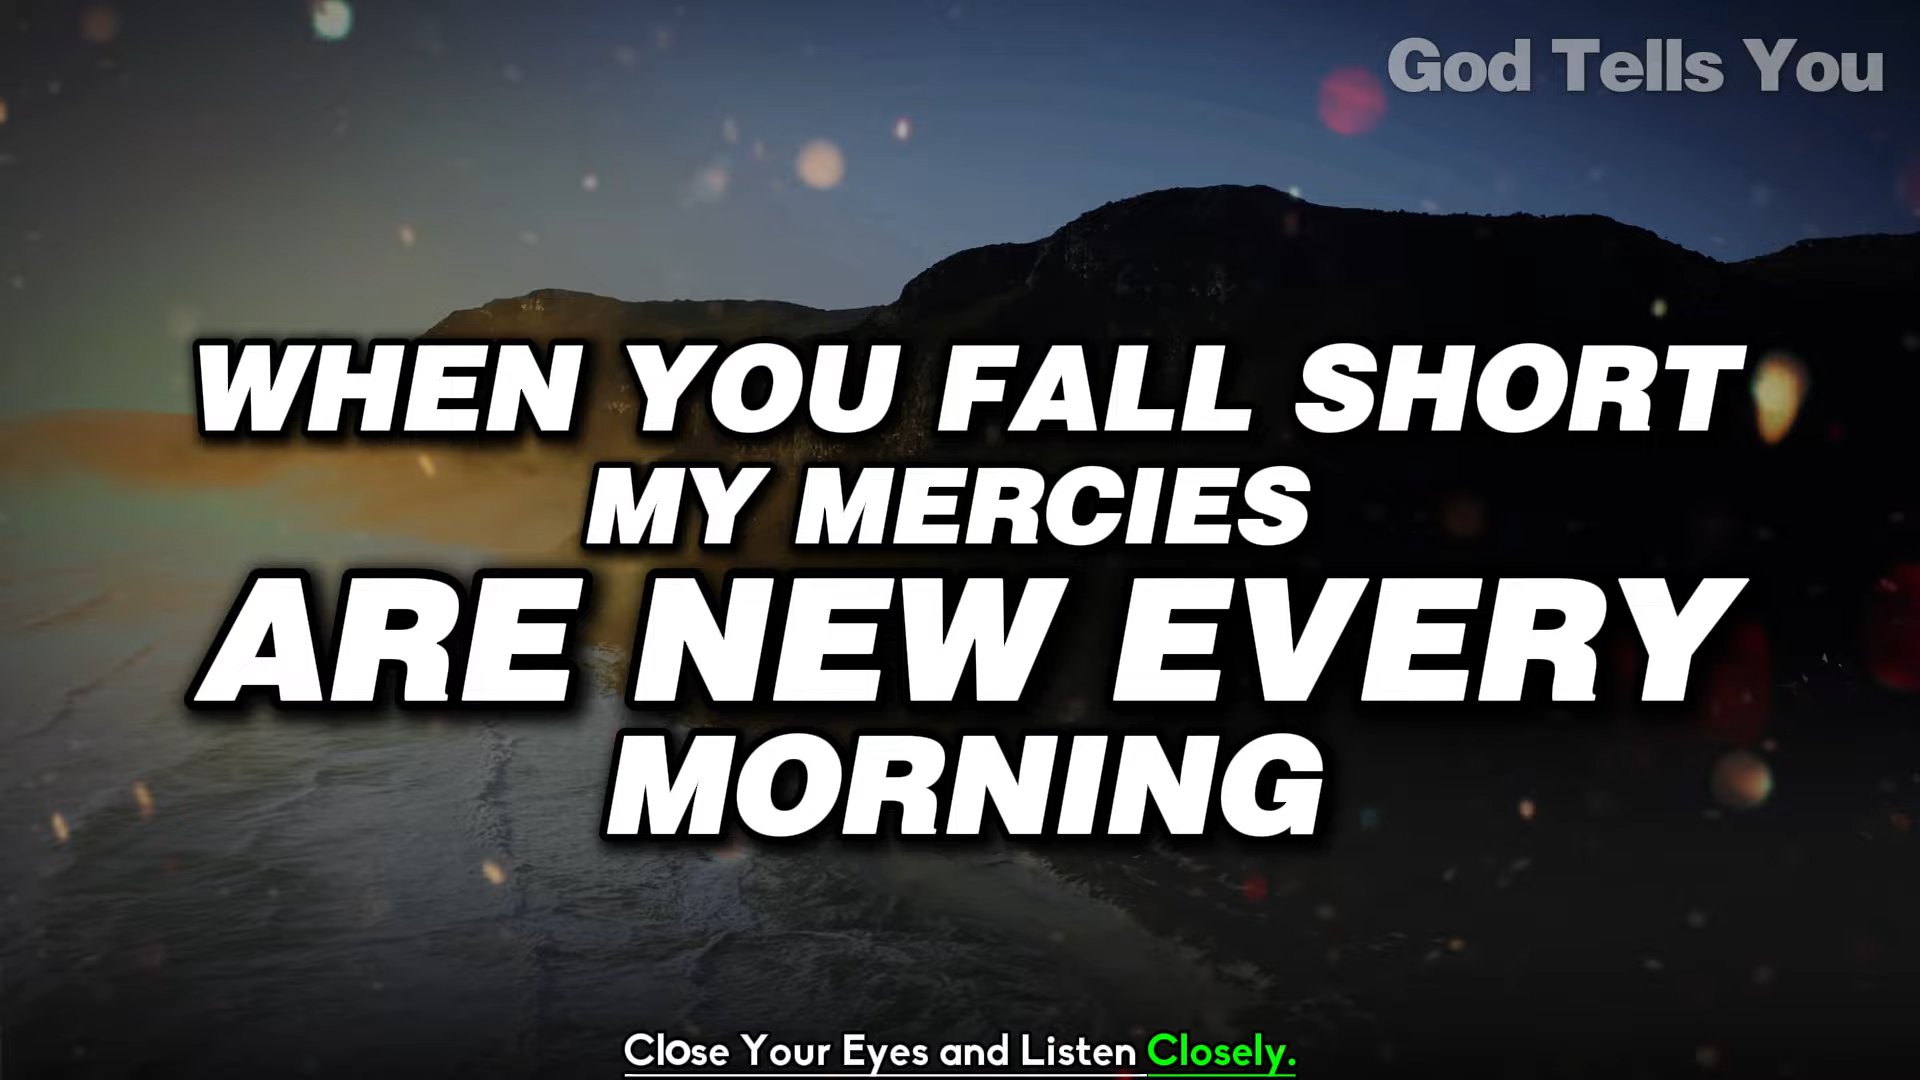 God Tells You
WHEN YOU FALL SHORT
MY MERCIES
ARE NEW EVERY
MORNING
Close Your Eyes and Listen Closely.